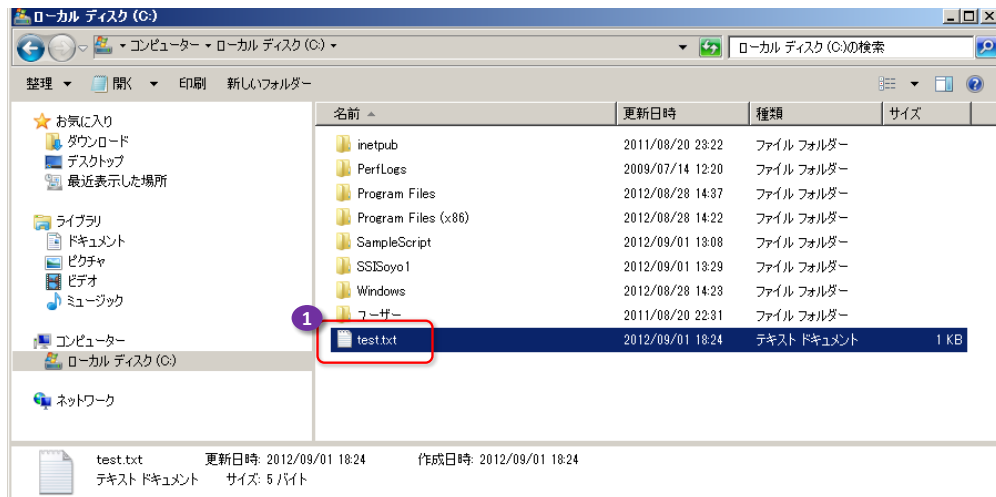 ローカル ディスク (C:)
コンピューター ローカル ディスク (C:) ローカル ディスク (C:)の検索
整理 開く 印刷 新しいフォルダー
お気に入り
ダウンロード
デスクトップ
最近表示した場所
ライブラリ
ドキュメント
ピクチャ
ビデオ
ミュージック
コンピューター
ローカル ディスク (C:)
ネットワーク
名前 更新日時 種類 サイズ
inetpub 2011/08/20 23:22 ファイル フォルダー
PerfLogs 2009/07/14 12:20 ファイル フォルダー
Program Files 2012/08/28 14:37 ファイル フォルダー
Program Files (x86) 2012/08/28 14:22 ファイル フォルダー
SampleScript 2012/09/01 13:08 ファイル フォルダー
SSISoyo1 2012/09/01 13:29 ファイル フォルダー
Windows 2012/08/28 14:23 ファイル フォルダー
ユーザー 2011/08/20 22:31 ファイル フォルダー
1
test.txt 2012/09/01 18:24 テキスト ドキュメント 1 KB
test.txt 更新日時: 2012/09/01 18:24 作成日時: 2012/09/01 18:24
テキスト ドキュメント サイズ: 5 バイト